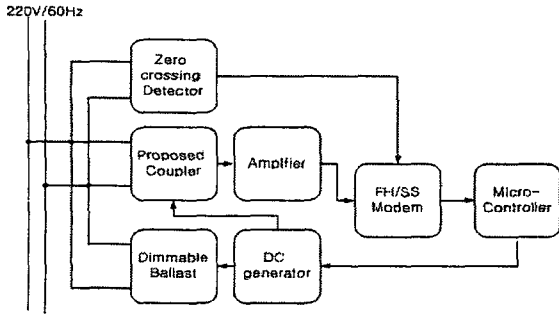 220V/60Hz
Zero
crossing
Detector
Proposed
Coupler
Amplifier
FH/SS
Modem
Micro-
Controller
Dimmable
Ballast
DC
generator